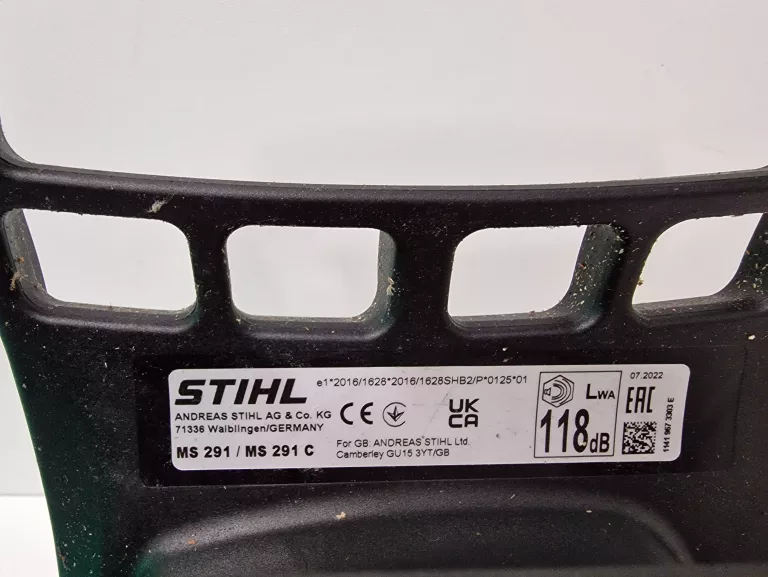 STIHL
ANDREAS STIHL AG & Co. KG
71336 Waiblingen/GERMANY
MS 291 / MS 291 C
e1*2016/1628*2016/1628SHB2/P*0125*01
CE
UK
CA
For GB: ANDREAS STIHL Ltd.
Camberley GU15 3YT/GB
LWA
118dB
07.2022
EAC
1141 967 3303 E